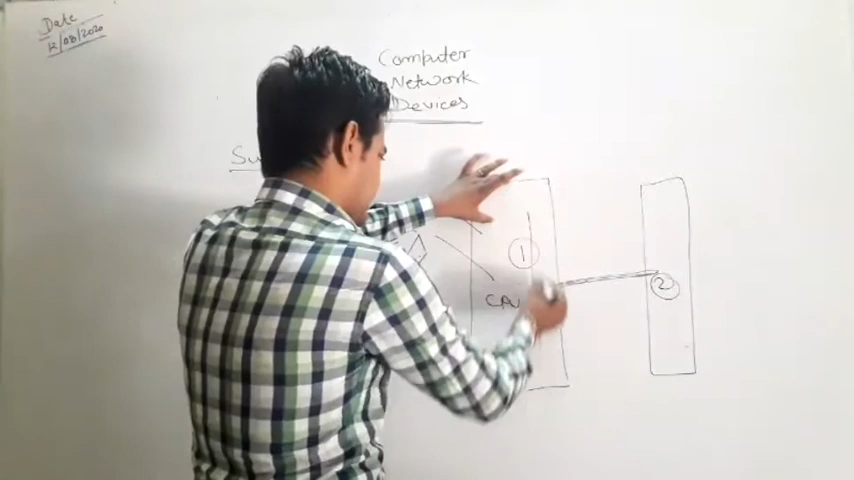 Date
12/08/2020
Computer
Network
Devices
1
2
CPU